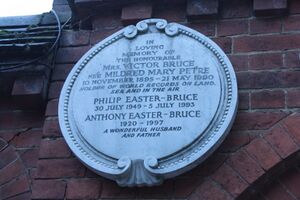 IN
LOVING
MEMORY OF
THE HONOURABLE
MRS. VICTOR BRUCE
NÉE MILDRED MARY PETRE
10 NOVEMBER 1895 – 21 MAY 1990
HOLDER OF WORLD RECORDS ON LAND,
SEA AND IN THE AIR
PHILIP EASTER-BRUCE
30 JULY 1949 – 5 JULY 1993
ANTHONY EASTER-BRUCE
1920 – 1997
A WONDERFUL HUSBAND
AND FATHER